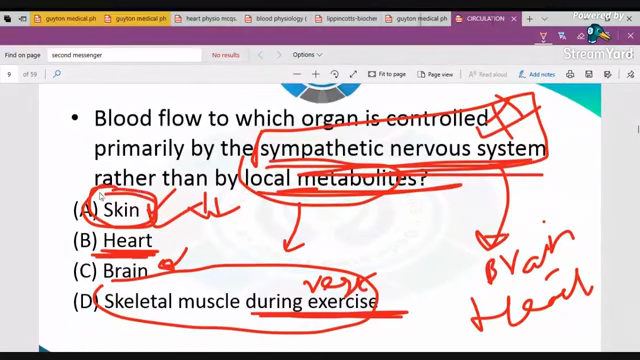 guyton medical ph
guyton medical ph
heart physio mcqs.
blood physiology (
lippincotts-bioche
guyton medical ph
CIRCULATION
Powered by
StreamYard
Find on page
second messenger
No results
Options
9 of 59
Fit to page
Page view
Read aloud
Add notes
• Blood flow to which organ is controlled
primarily by the sympathetic nervous system
rather than by local metabolites?
(A) Skin
(B) Heart
(C) Brain
(D) Skeletal muscle during exercise
Brain
Heart